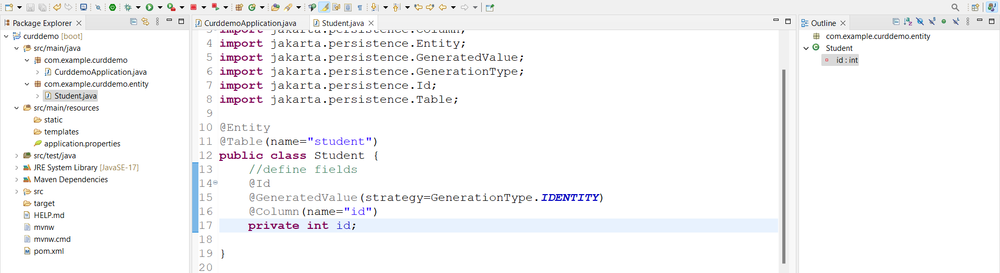 Package Explorer
curddemo [boot]
src/main/java
com.example.curddemo
CurddemoApplication.java
com.example.curddemo.entity
Student.java
src/main/resources
static
templates
application.properties
src/test/java
JRE System Library [JavaSE-17]
Maven Dependencies
src
target
HELP.md
mvnw
mvnw.cmd
pom.xml
CurddemoApplication.java
Student.java
3 import jakarta.persistence.Column;
4 import jakarta.persistence.Entity;
5 import jakarta.persistence.GeneratedValue;
6 import jakarta.persistence.GenerationType;
7 import jakarta.persistence.Id;
8 import jakarta.persistence.Table;
9
10 @Entity
11 @Table(name="student")
12 public class Student {
13 //define fields
14 @Id
15 @GeneratedValue(strategy=GenerationType.IDENTITY)
16 @Column(name="id")
17 private int id;
18
19 }
20
Outline
com.example.curddemo.entity
Student
id : int